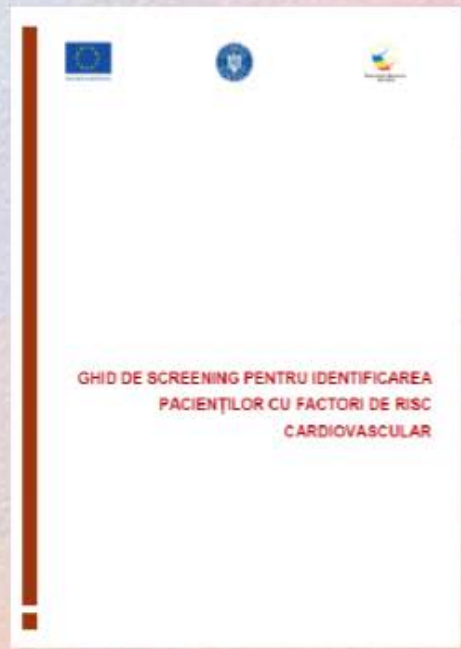 GHID DE SCREENING PENTRU IDENTIFICAREA
PACIENȚILOR CU FACTORI DE RISC
CARDIOVASCULAR